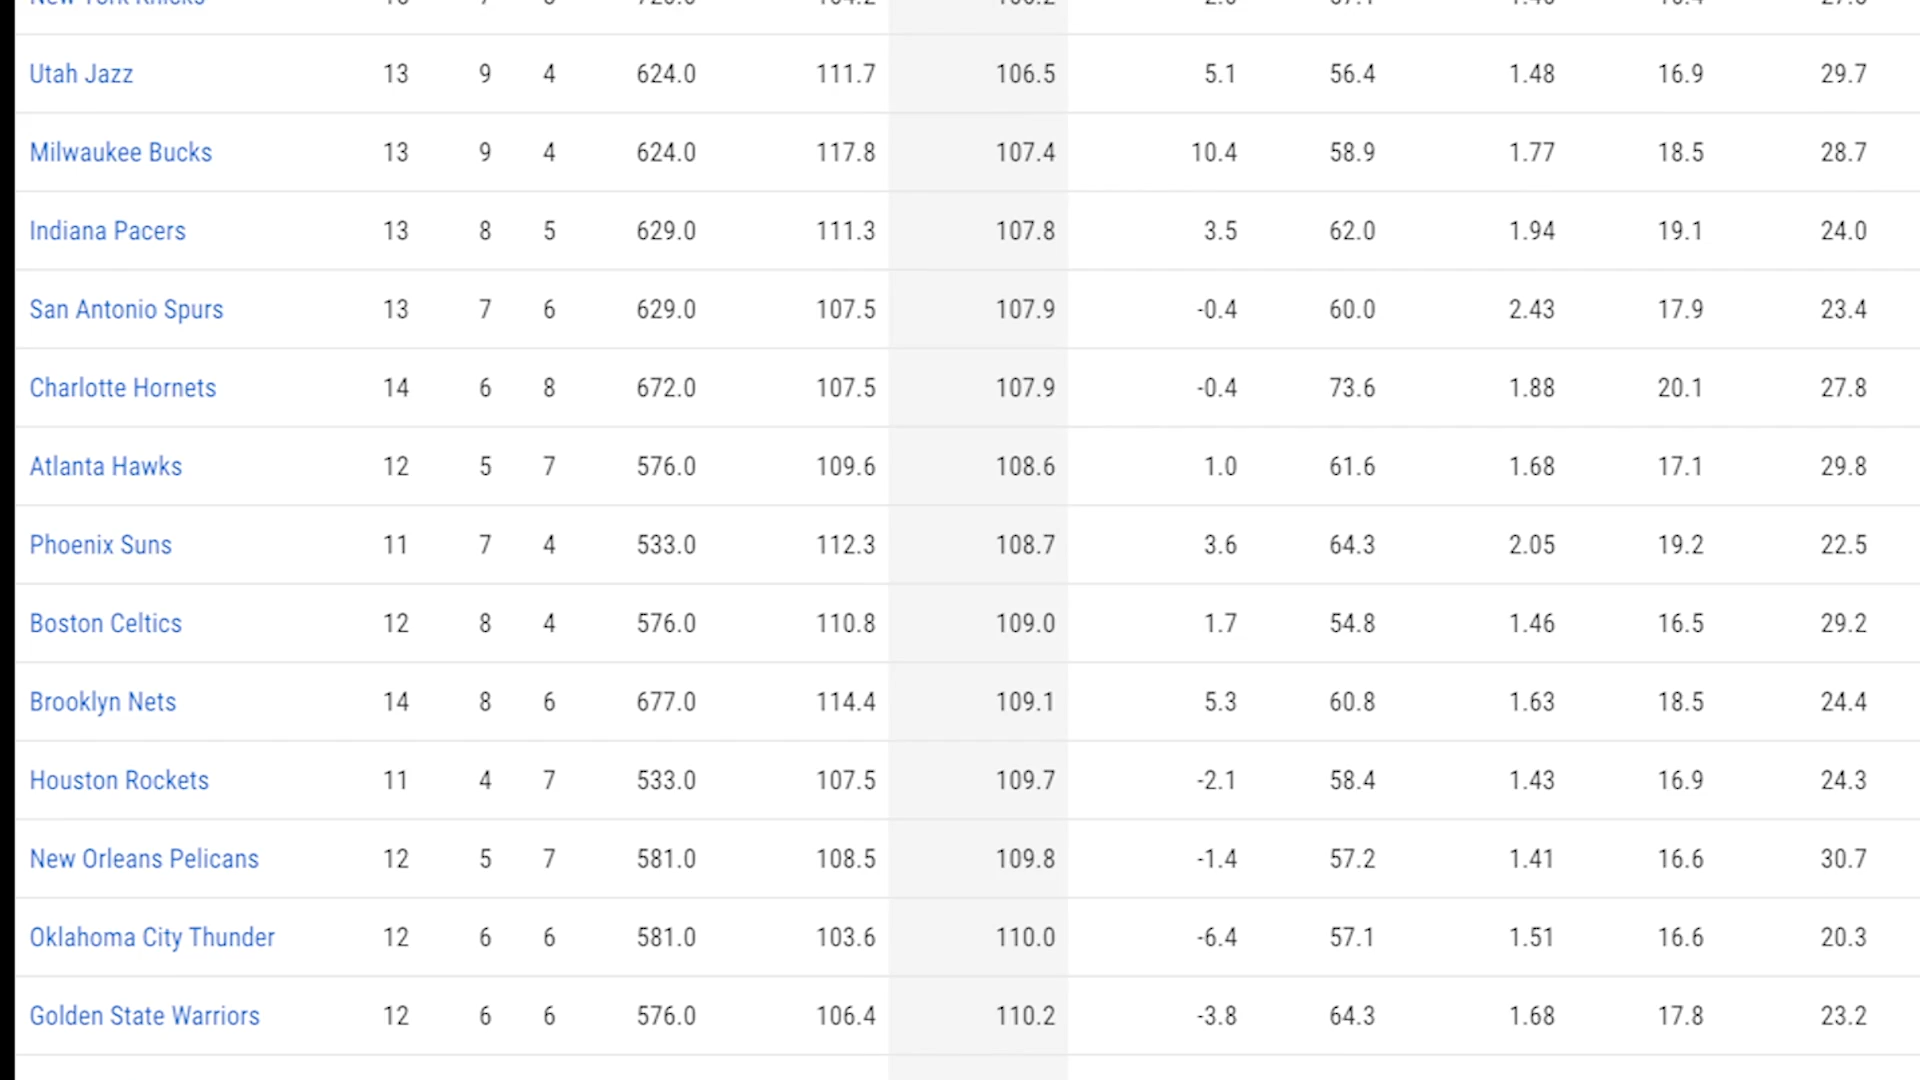 New York Knicks
Utah Jazz 13 9 4 624.0 111.7 106.5 5.1 56.4 1.48 16.9 29.7
Milwaukee Bucks 13 9 4 624.0 117.8 107.4 10.4 58.9 1.77 18.5 28.7
Indiana Pacers 13 8 5 629.0 111.3 107.8 3.5 62.0 1.94 19.1 24.0
San Antonio Spurs 13 7 6 629.0 107.5 107.9 -0.4 60.0 2.43 17.9 23.4
Charlotte Hornets 14 6 8 672.0 107.5 107.9 -0.4 73.6 1.88 20.1 27.8
Atlanta Hawks 12 5 7 576.0 109.6 108.6 1.0 61.6 1.68 17.1 29.8
Phoenix Suns 11 7 4 533.0 112.3 108.7 3.6 64.3 2.05 19.2 22.5
Boston Celtics 12 8 4 576.0 110.8 109.0 1.7 54.8 1.46 16.5 29.2
Brooklyn Nets 14 8 6 677.0 114.4 109.1 5.3 60.8 1.63 18.5 24.4
Houston Rockets 11 4 7 533.0 107.5 109.7 -2.1 58.4 1.43 16.9 24.3
New Orleans Pelicans 12 5 7 581.0 108.5 109.8 -1.4 57.2 1.41 16.6 30.7
Oklahoma City Thunder 12 6 6 581.0 103.6 110.0 -6.4 57.1 1.51 16.6 20.3
Golden State Warriors 12 6 6 576.0 106.4 110.2 -3.8 64.3 1.68 17.8 23.2